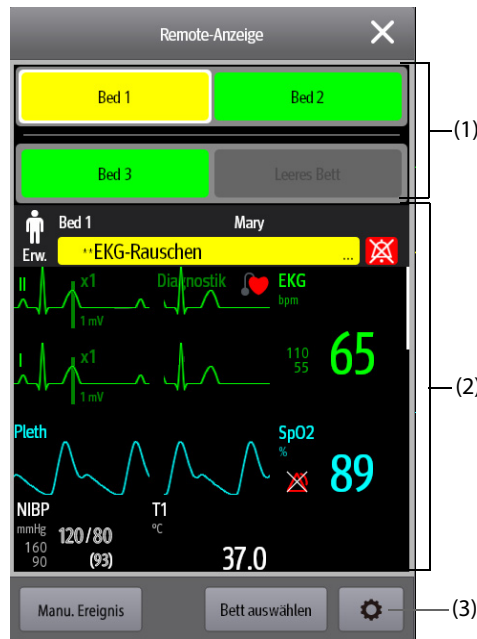 Remote-Anzeige
Bed 1 Bed 2
(1)
Bed 3 Leeres Bett
Bed 1 Mary
Erw. **EKG-Rauschen ...
II x1 Diagnostik EKG
bpm
1 mV
110
55
65
I x1
1 mV
(2)
Pleth SpO2
%
89
NIBP T1
mmHg 120/80 °C
160
90
(93) 37.0
Manu. Ereignis Bett auswählen (3)